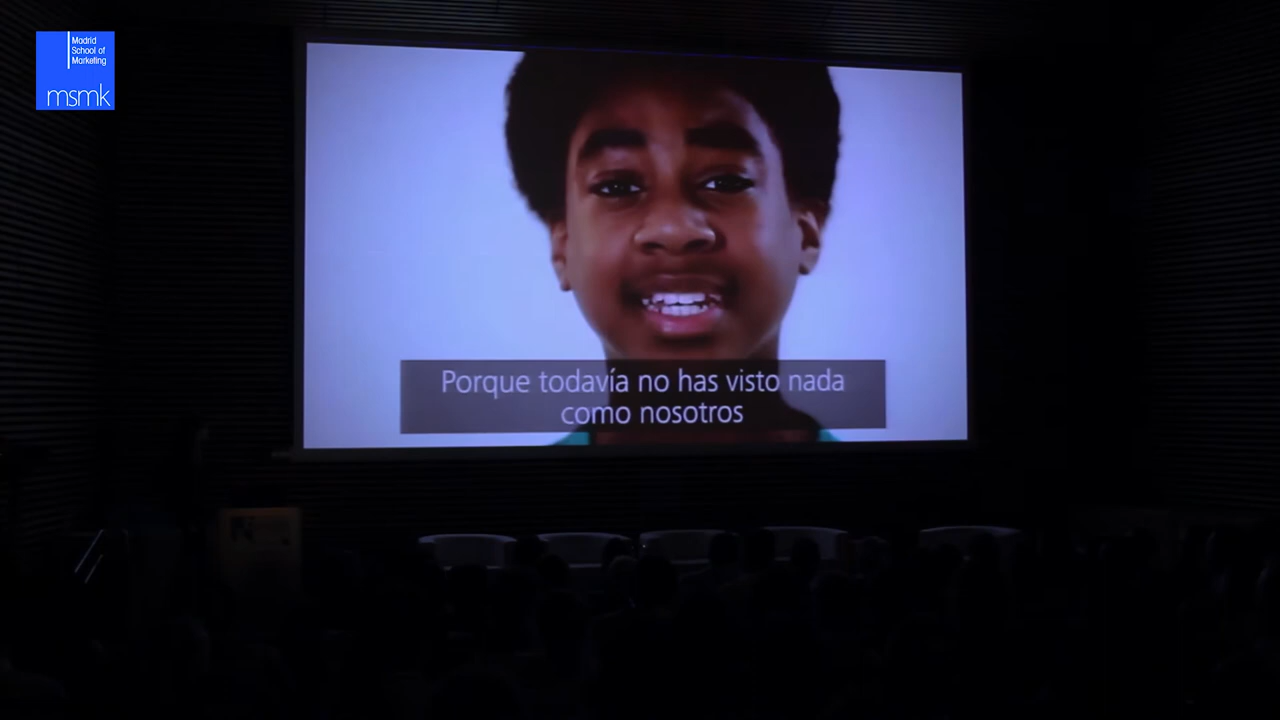 Madrid
School of
Marketing
msmk
Porque todavía no has visto nada
como nosotros